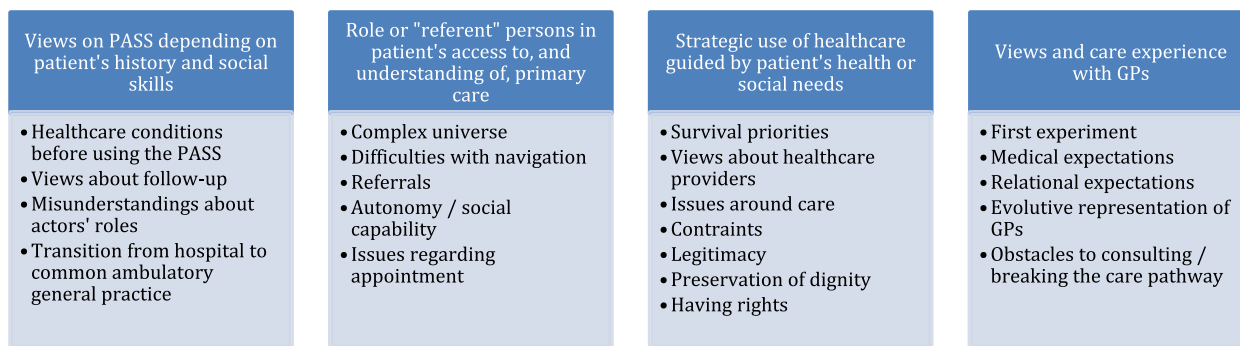 Views on PASS depending on
patient's history and social
skills
• Healthcare conditions
before using the PASS
• Views about follow-up
• Misunderstandings about
actors' roles
• Transition from hospital to
common ambulatory
general practice
Role or "referent" persons in
patient's access to, and
understanding of, primary
care
• Complex universe
• Difficulties with navigation
• Referrals
• Autonomy / social
capability
• Issues regarding
appointment
Strategic use of healthcare
guided by patient's health or
social needs
• Survival priorities
• Views about healthcare
providers
• Issues around care
• Contraints
• Legitimacy
• Preservation of dignity
• Having rights
Views and care experience
with GPs
• First experiment
• Medical expectations
• Relational expectations
• Evolutive representation of
GPs
• Obstacles to consulting /
breaking the care pathway